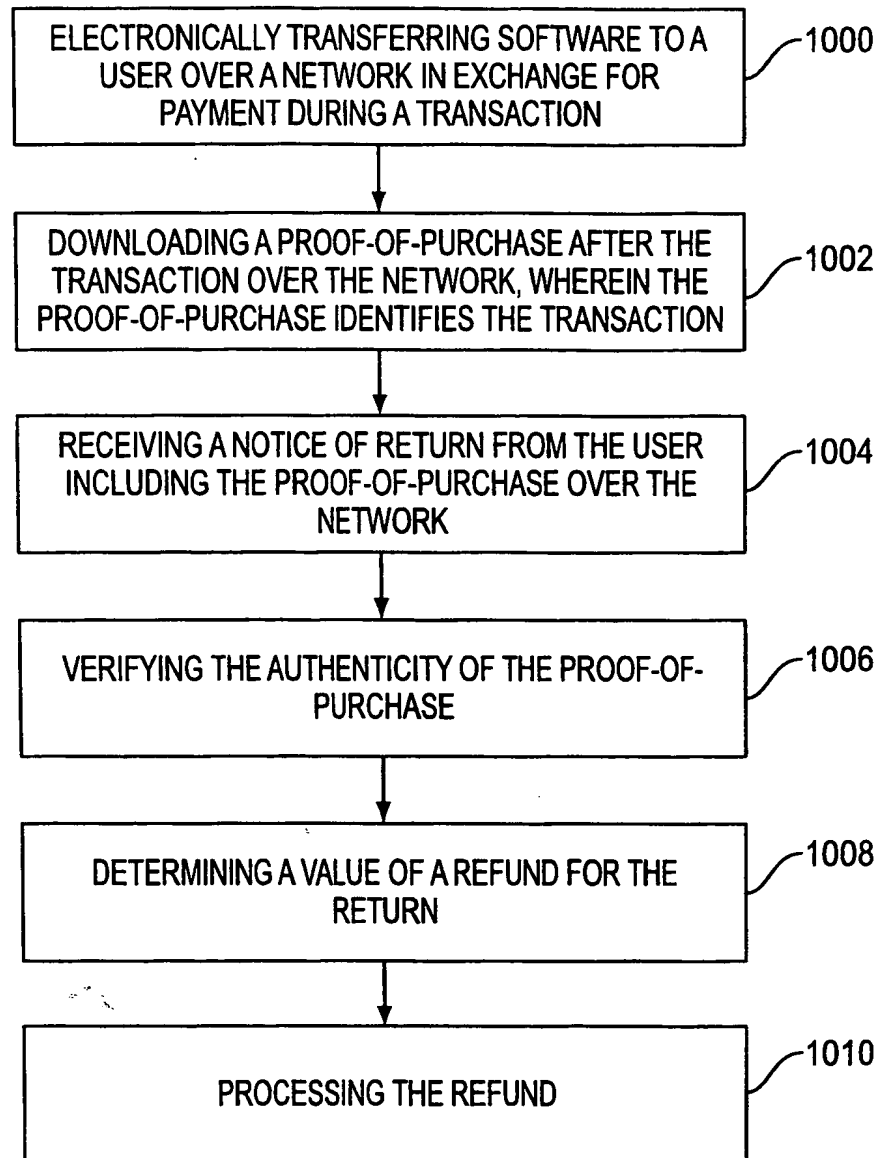 ELECTRONICALLY TRANSFERRING SOFTWARE TO A
USER OVER A NETWORK IN EXCHANGE FOR
PAYMENT DURING A TRANSACTION
1000
DOWNLOADING A PROOF-OF-PURCHASE AFTER THE
TRANSACTION OVER THE NETWORK, WHEREIN THE
PROOF-OF-PURCHASE IDENTIFIES THE TRANSACTION
1002
RECEIVING A NOTICE OF RETURN FROM THE USER
INCLUDING THE PROOF-OF-PURCHASE OVER THE
NETWORK
1004
VERIFYING THE AUTHENTICITY OF THE PROOF-OF-
PURCHASE
1006
DETERMINING A VALUE OF A REFUND FOR THE
RETURN
1008
PROCESSING THE REFUND
1010